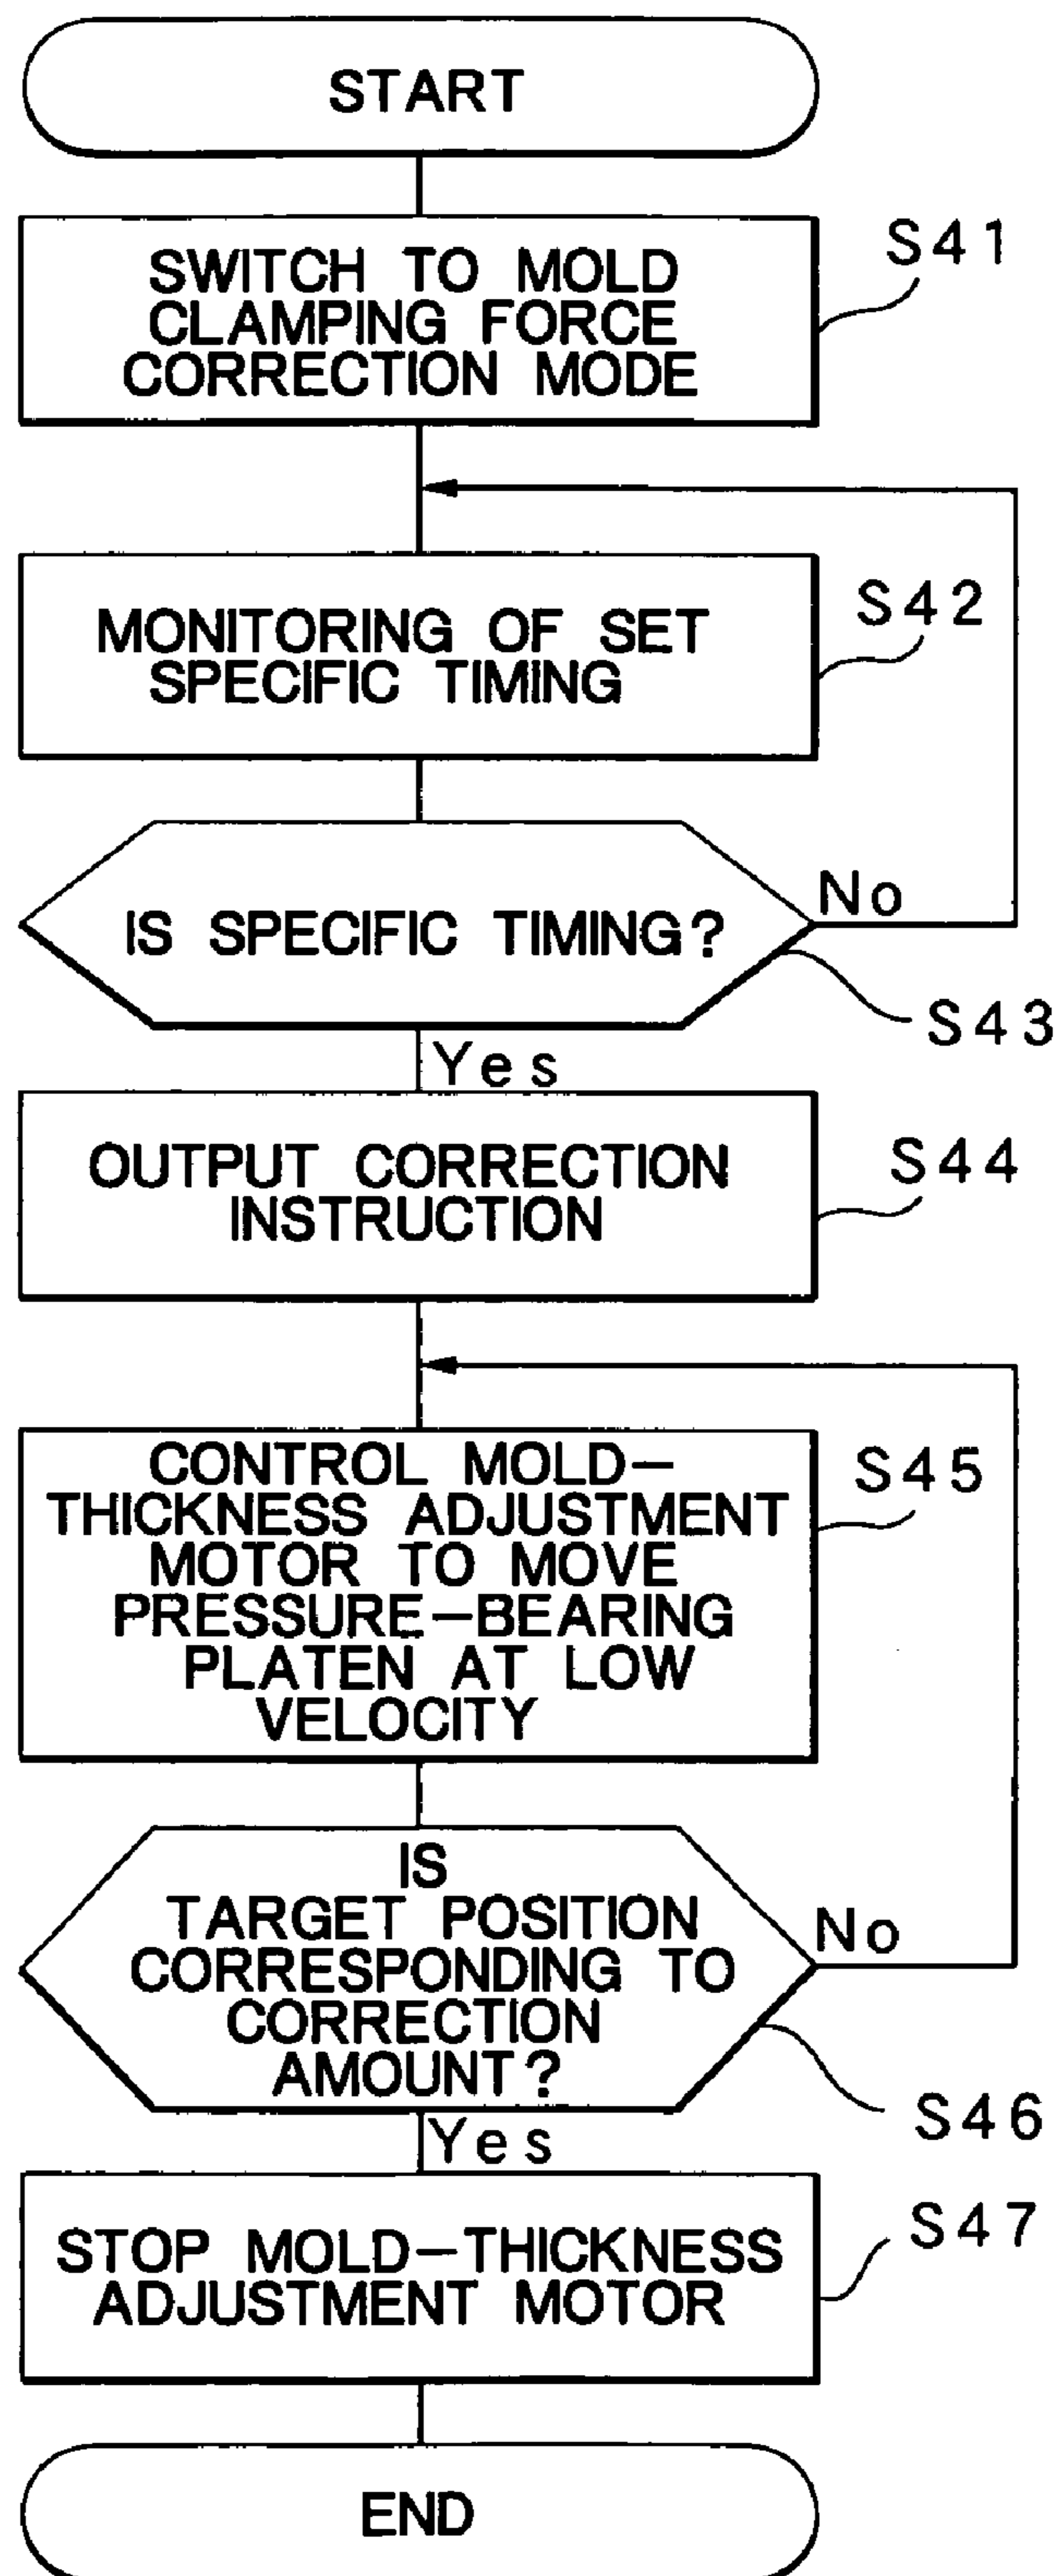 START
SWITCH TO MOLD
CLAMPING FORCE
CORRECTION MODE
S41
MONITORING OF SET
SPECIFIC TIMING
S42
IS SPECIFIC TIMING?
No
S43
Yes
OUTPUT CORRECTION
INSTRUCTION
S44
CONTROL MOLD-
THICKNESS ADJUSTMENT
MOTOR TO MOVE
PRESSURE-BEARING
PLATEN AT LOW
VELOCITY
S45
IS
TARGET POSITION
CORRESPONDING TO
CORRECTION
AMOUNT?
No
S46
Yes
STOP MOLD-THICKNESS
ADJUSTMENT MOTOR
S47
END